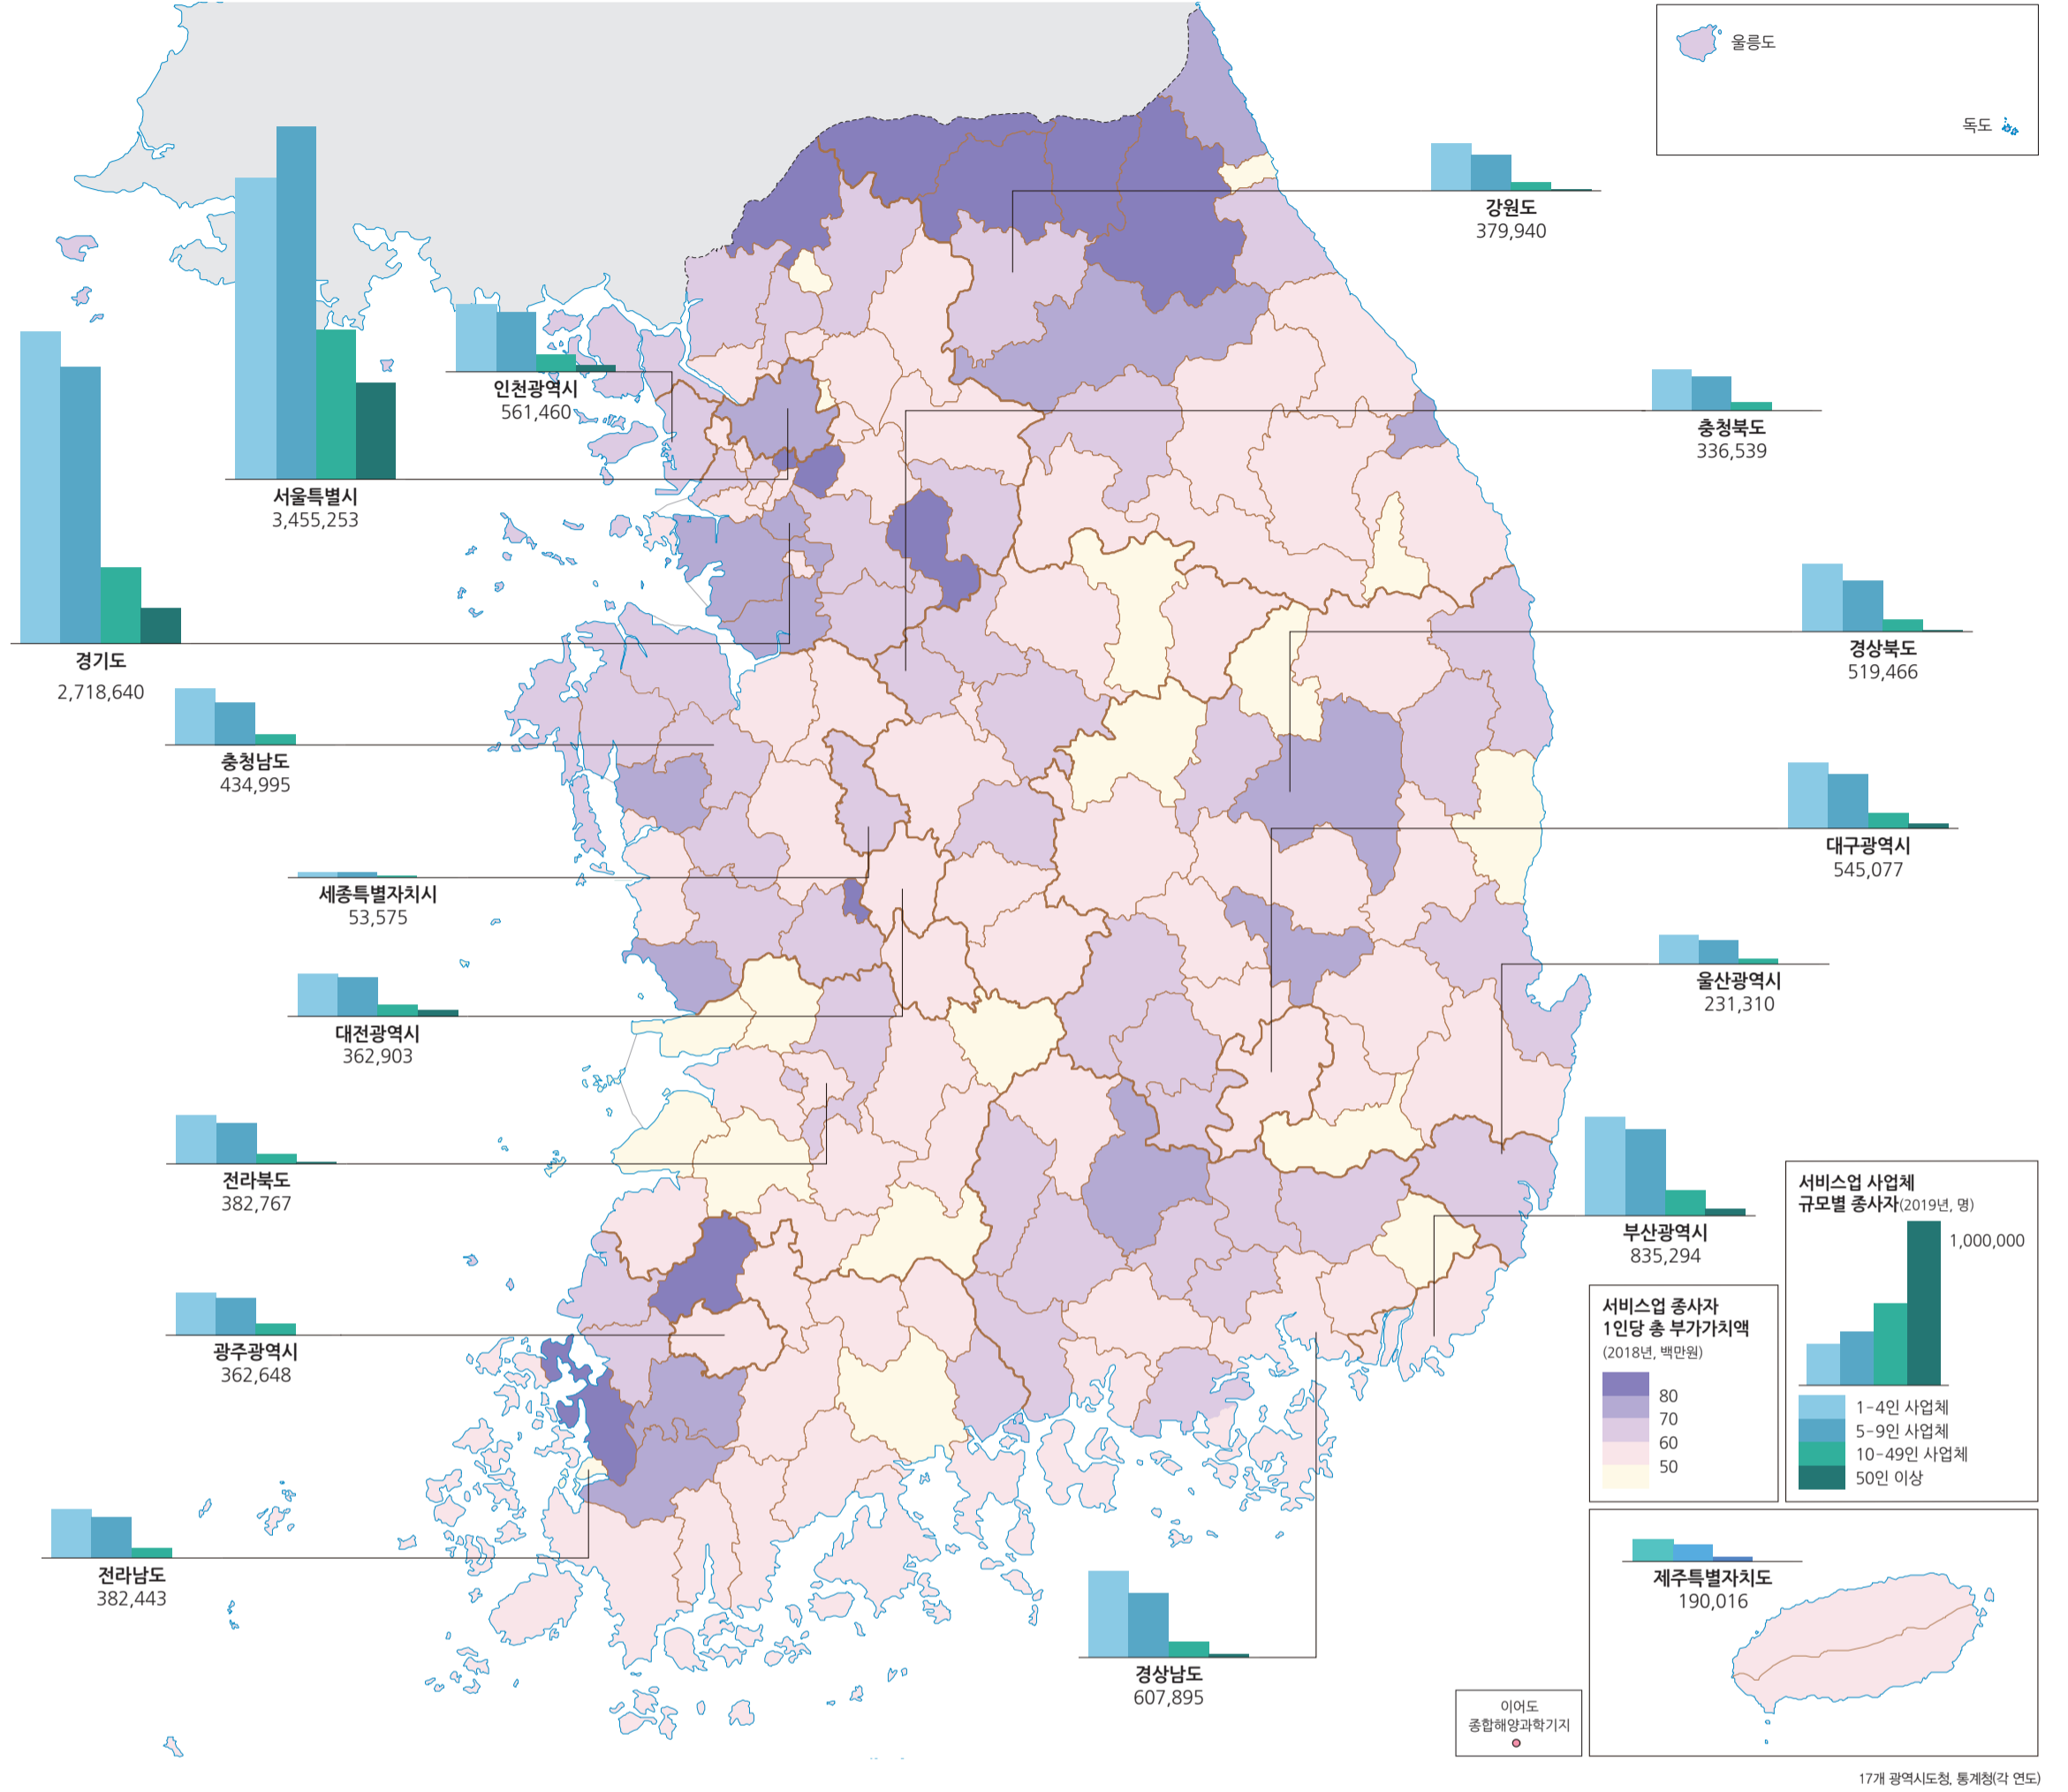 울릉도
독도
강원도
379,940
인천광역시
561,460
충청북도
336,539
서울특별시
3,455,253
경기도
2,718,640
경상북도
519,466
충청남도
434,995
대구광역시
545,077
세종특별자치시
53,575
울산광역시
231,310
대전광역시
362,903
전라북도
382,767
부산광역시
835,294
광주광역시
362,648
전라남도
382,443
경상남도
607,895
서비스업 사업체
규모별 종사자(2019년, 명)
1,000,000
1-4인 사업체
5-9인 사업체
10-49인 사업체
50인 이상
서비스업 종사자
1인당 총 부가가치액
(2018년, 백만원)
80
70
60
50
제주특별자치도
190,016
이어도
종합해양과학기지
17개 광역시도청, 통계청(각 연도)